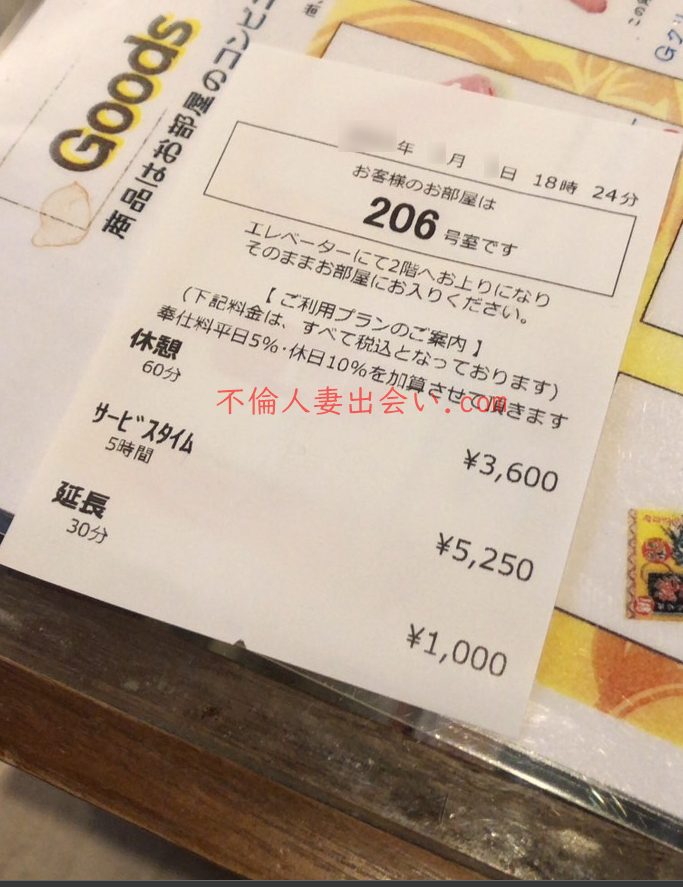 Goods
商品はお部屋のコンビニ
年 月 日 18時 24分
お客様のお部屋は
206 号室です
エレベーターにて2階へお上りになり
そのままお部屋にお入りください。
【 ご利用プランのご案内 】
(下記料金は、すべて税込となっております)
奉仕料平日5%・休日10%を加算させて頂きます
休憩
60分
¥3,600
サービスタイム
5時間
¥5,250
延長
30分
¥1,000
不倫人妻出会い.com